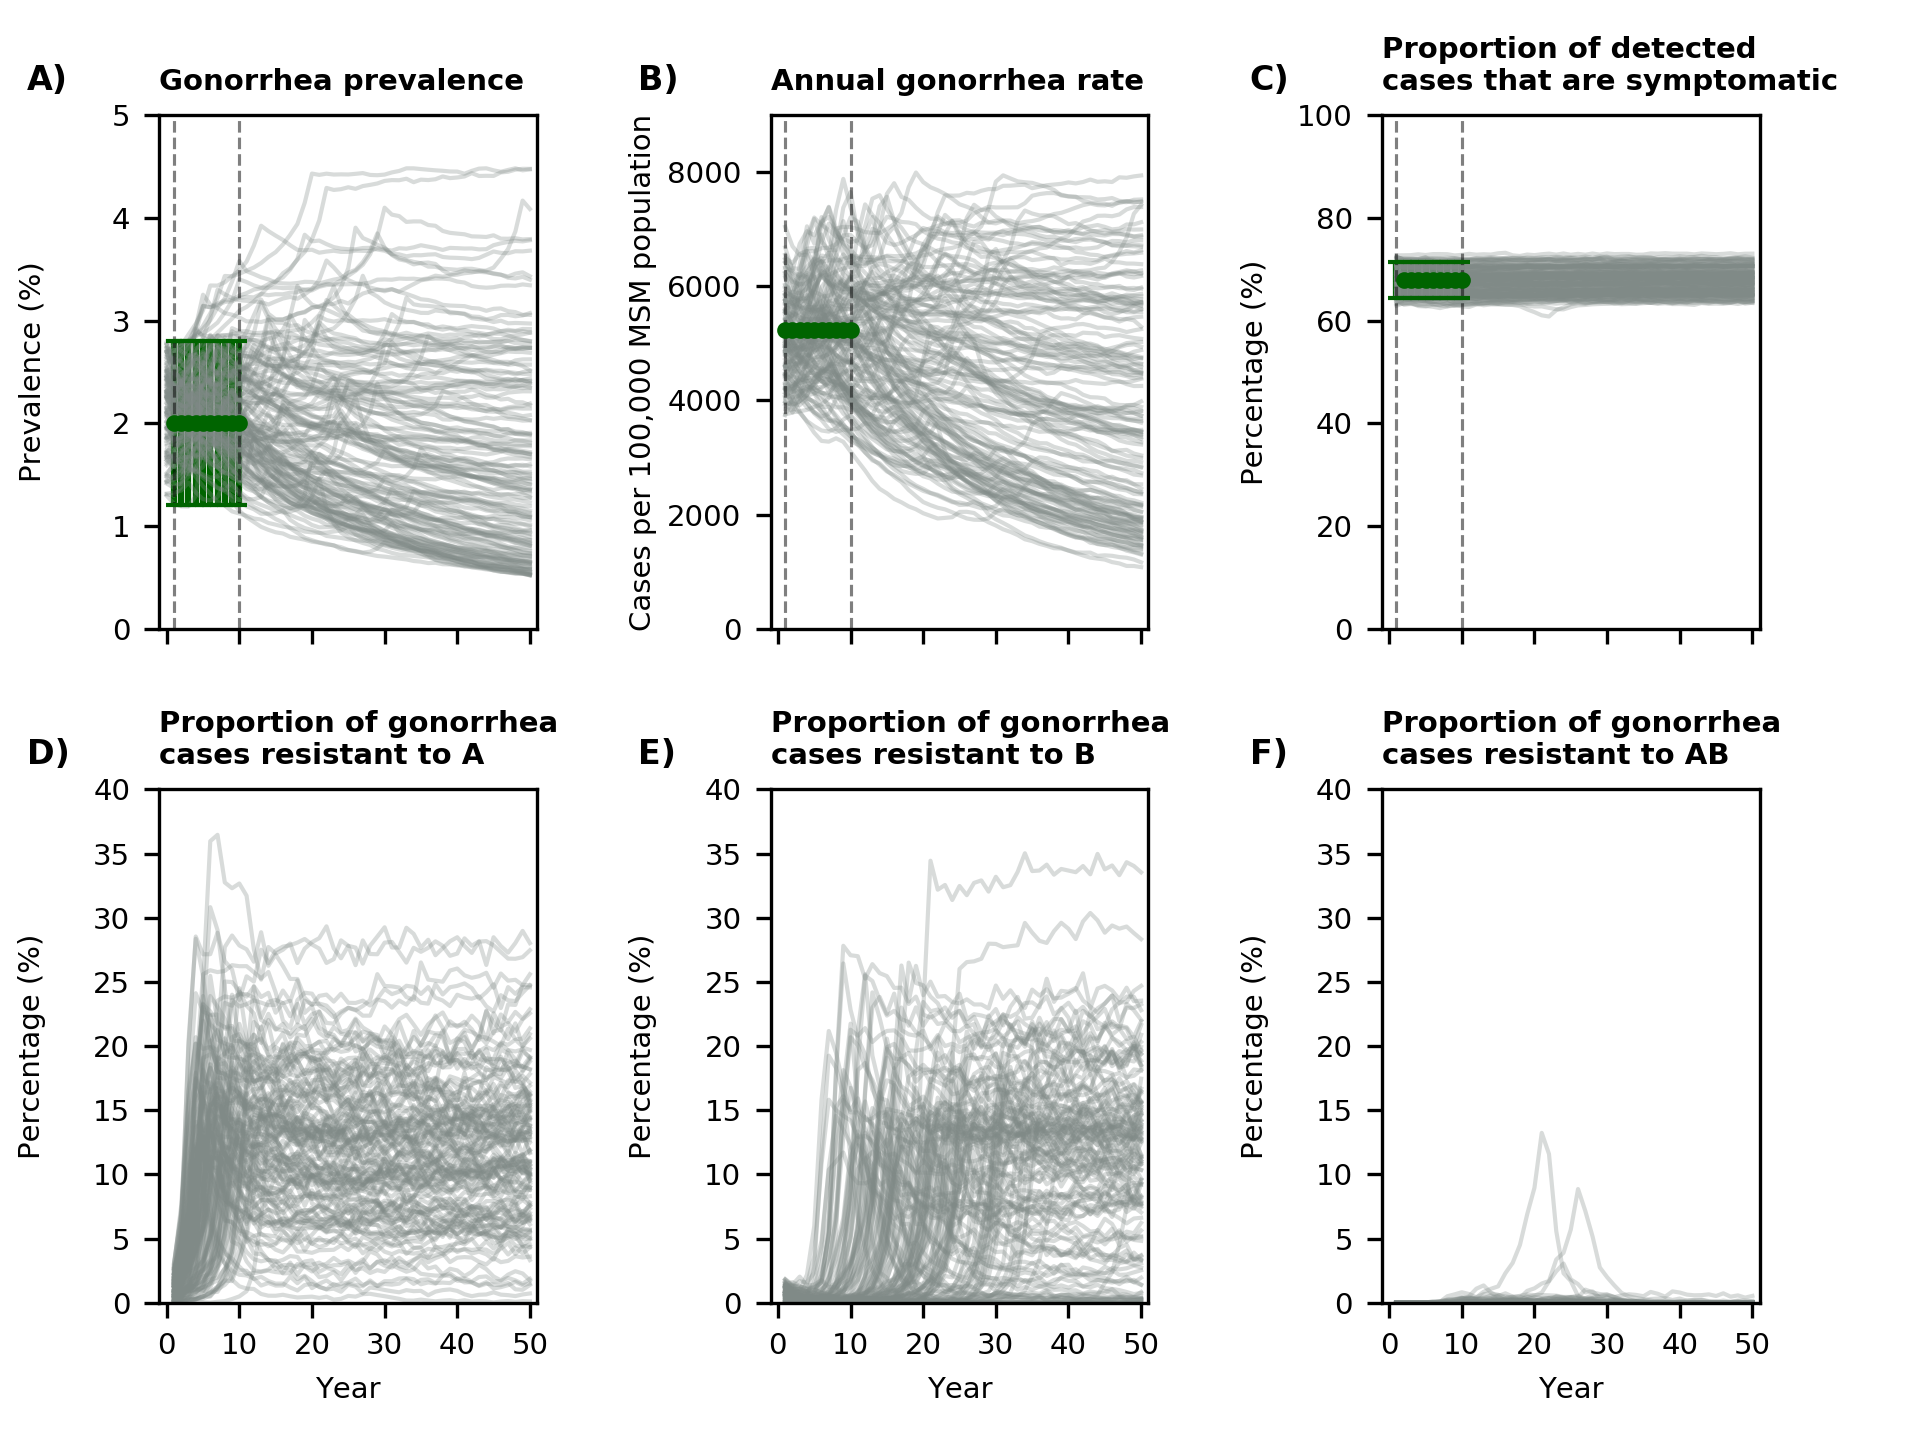 A)
Gonorrhea prevalence
Prevalence (%)
5
4
3
2
1
0
B)
Annual gonorrhea rate
Cases per 100,000 MSM population
8000
6000
4000
2000
0
C)
Proportion of detected
cases that are symptomatic
Percentage (%)
100
80
60
40
20
0
D)
Proportion of gonorrhea
cases resistant to A
Percentage (%)
40
35
30
25
20
15
10
5
0
0 10 20 30 40 50
Year
E)
Proportion of gonorrhea
cases resistant to B
Percentage (%)
40
35
30
25
20
15
10
5
0
0 10 20 30 40 50
Year
F)
Proportion of gonorrhea
cases resistant to AB
Percentage (%)
40
35
30
25
20
15
10
5
0
0 10 20 30 40 50
Year